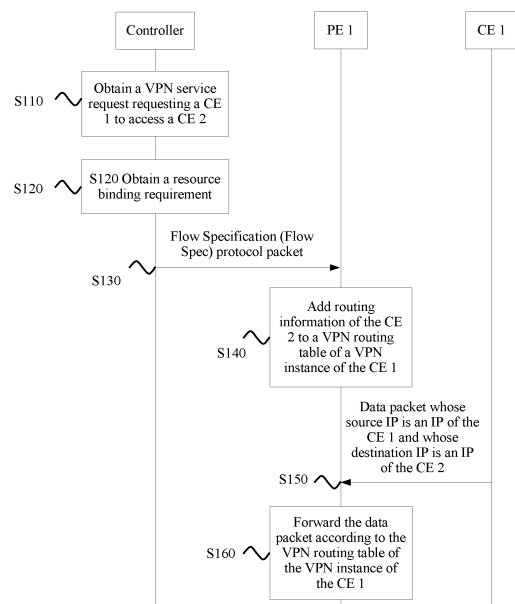 Controller
PE 1
CE 1
S110
Obtain a VPN service
request requesting a CE
1 to access a CE 2
S120
S120 Obtain a resource
binding requirement
Flow Specification (Flow
Spec) protocol packet
S130
Add routing
information of the CE
2 to a VPN routing
table of a VPN
instance of the CE 1
S140
Data packet whose
source IP is an IP of the
CE 1 and whose
destination IP is an IP
of the CE 2
S150
Forward the data
packet according to the
VPN routing table of
the VPN instance of
the CE 1
S160